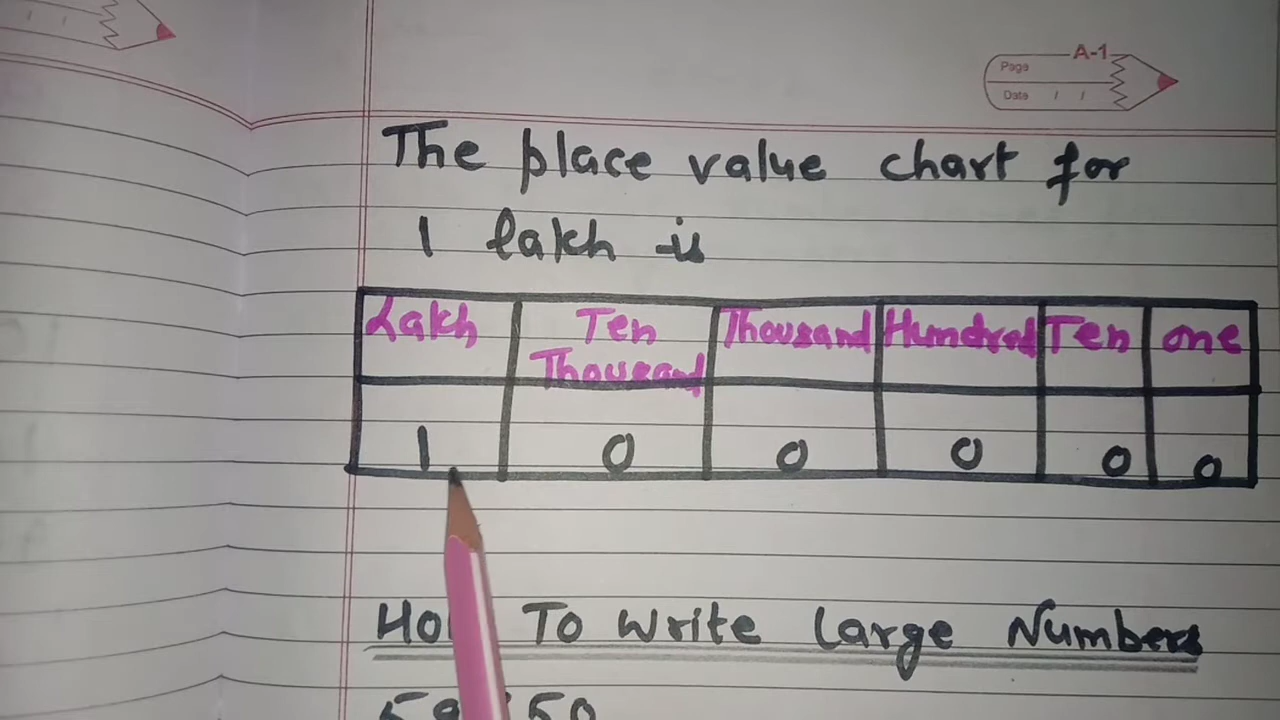 A-1
Page
Date / /
The place value chart for
1 lakh is
Lakh Ten Thousand Thousand Hundred Ten one
1 0 0 0 0 0
To Write Large Numbers